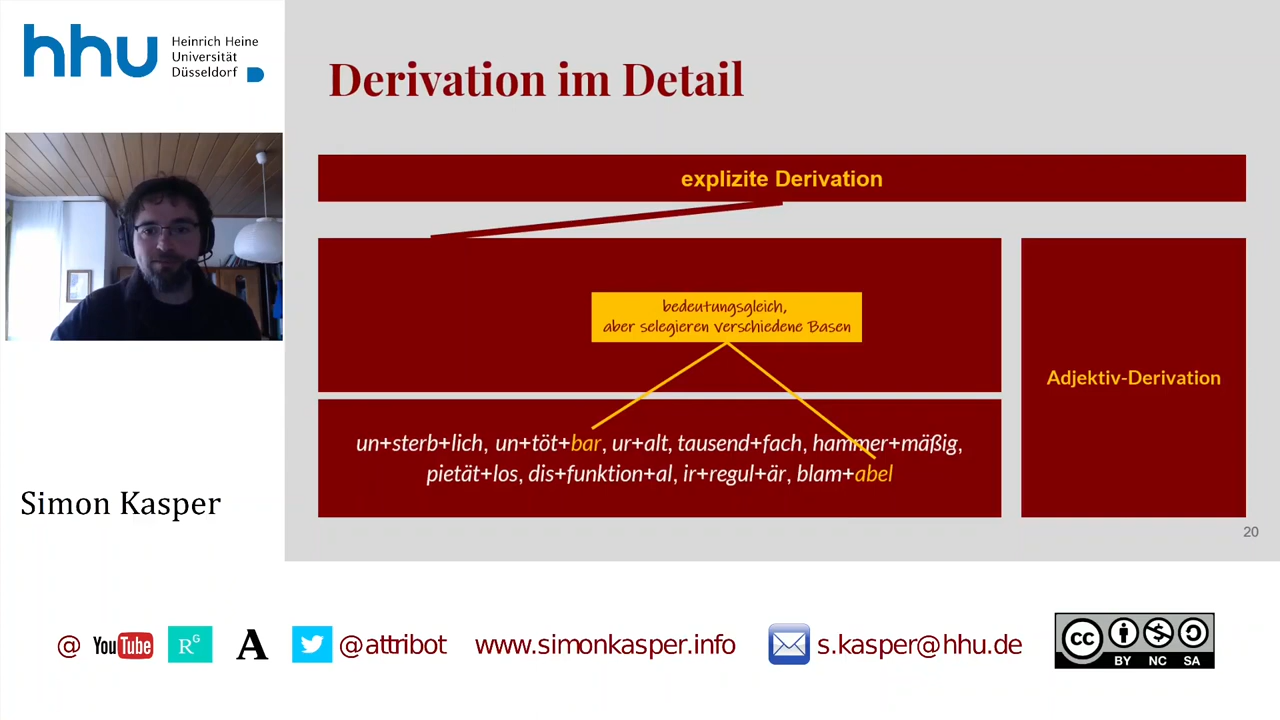 hhu
Heinrich Heine
Universität
Düsseldorf
Derivation im Detail
explizite Derivation
bedeutungsgleich,
aber selegieren verschiedene Basen
Adjektiv-Derivation
un+sterb+lich, un+töt+bar, ur+alt, tausend+fach, hammer+mäßig,
pietät+los, dis+funktion+al, ir+regul+är, blam+abel
Simon Kasper
20
@ YouTube RG A @attribot www.simonkasper.info s.kasper@hhu.de
cc BY NC SA